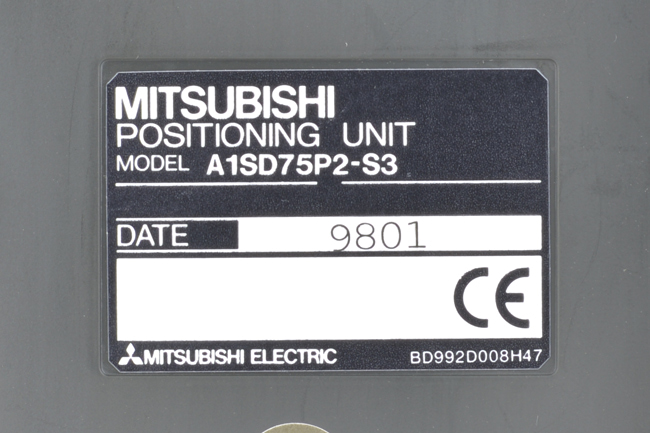 MITSUBISHI
POSITIONING UNIT
MODEL A1SD75P2-S3
DATE 9801
CE
MITSUBISHI ELECTRIC BD992D008H47